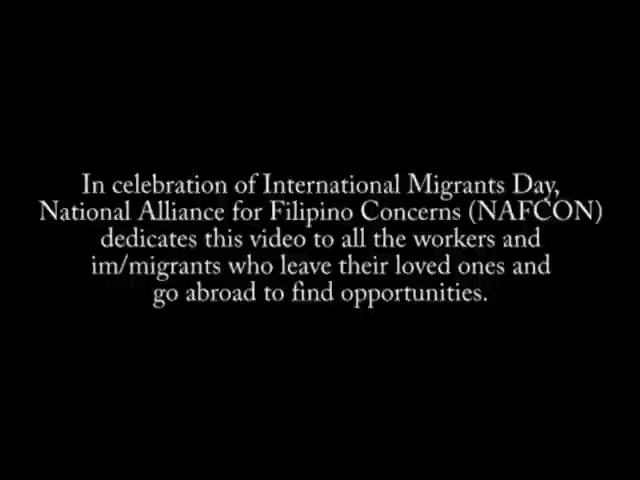 In celebration of International Migrants Day,
National Alliance for Filipino Concerns (NAFCON)
dedicates this video to all the workers and
im/migrants who leave their loved ones and
go abroad to find opportunities.